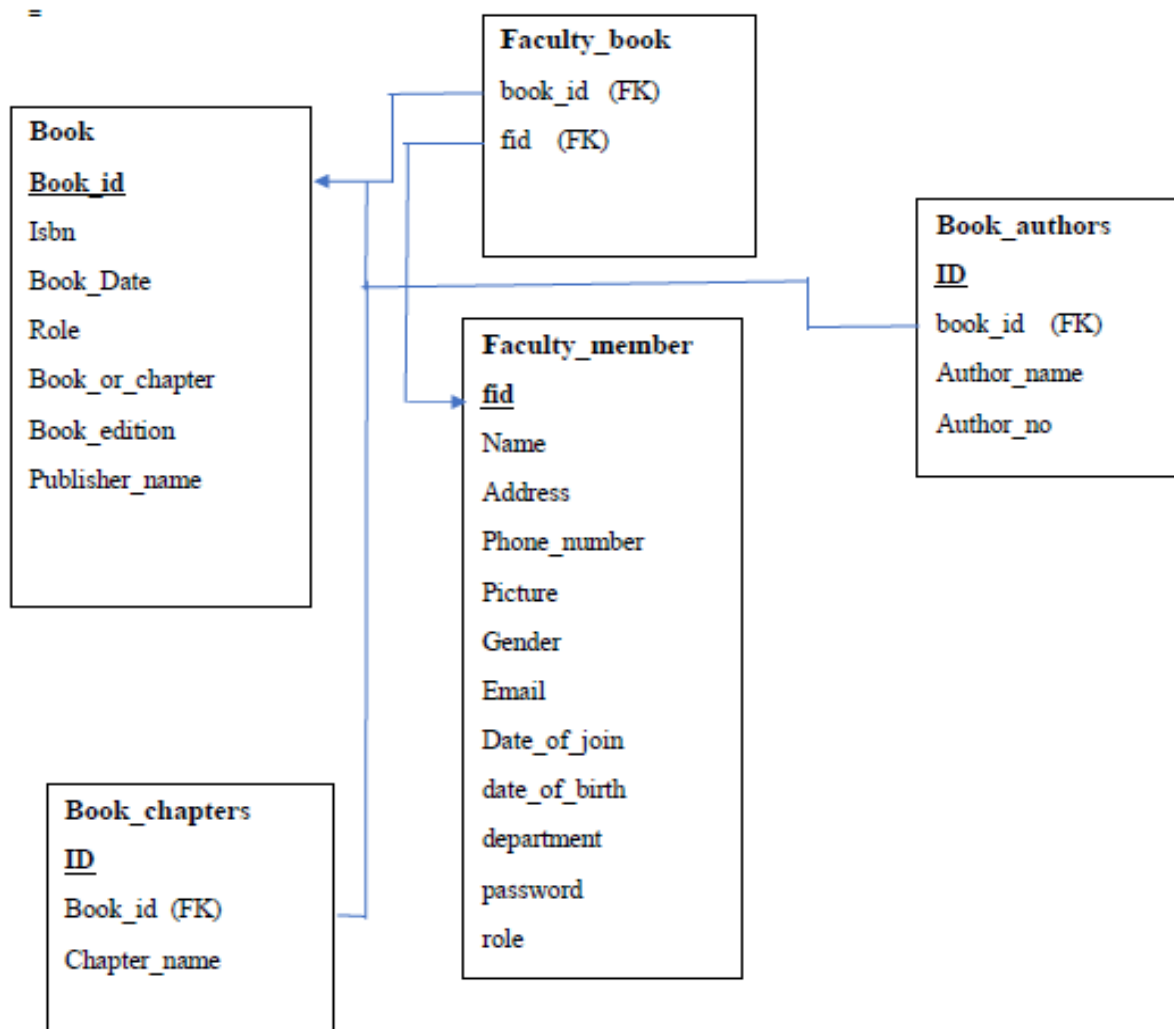 =
Faculty_book
book_id (FK)
fid (FK)
Book
Book_id
Isbn
Book_Date
Role
Book_or_chapter
Book_edition
Publisher_name
Book_authors
ID
book_id (FK)
Author_name
Author_no
Faculty_member
fid
Name
Address
Phone_number
Picture
Gender
Email
Date_of_join
date_of_birth
department
password
role
Book_chapters
ID
Book_id (FK)
Chapter_name